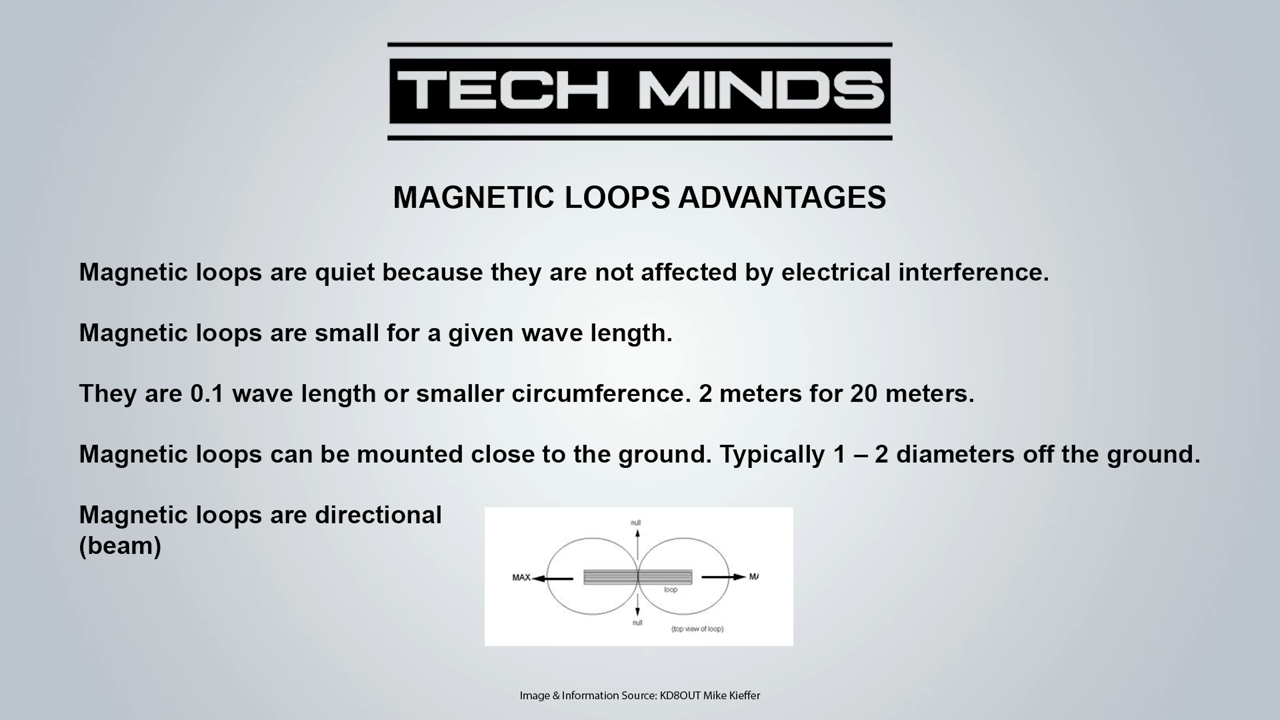 TECH MINDS
MAGNETIC LOOPS ADVANTAGES
Magnetic loops are quiet because they are not affected by electrical interference.
Magnetic loops are small for a given wave length.
They are 0.1 wave length or smaller circumference. 2 meters for 20 meters.
Magnetic loops can be mounted close to the ground. Typically 1 – 2 diameters off the ground.
Magnetic loops are directional
(beam)
null
MAX
MA
loop
null
(top view of loop)
Image & Information Source: KD8OUT Mike Kieffer